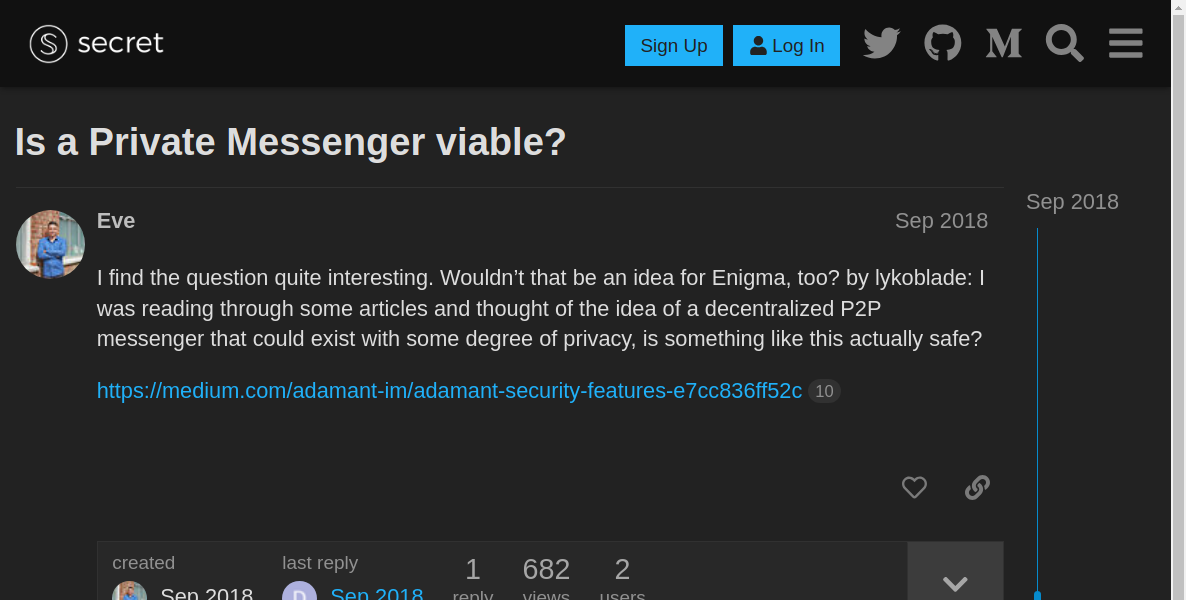 secret
Sign Up
Log In
Is a Private Messenger viable?
Sep 2018
Eve
Sep 2018
I find the question quite interesting. Wouldn’t that be an idea for Enigma, too? by lykoblade: I
was reading through some articles and thought of the idea of a decentralized P2P
messenger that could exist with some degree of privacy, is something like this actually safe?
https://medium.com/adamant-im/adamant-security-features-e7cc836ff52c 10
created
last reply
1
682
2
Sep 2018
D
Sep 2018
reply
views
users